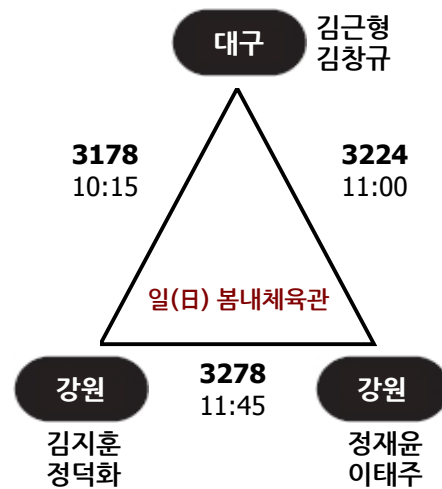 대구
김근형
김창규
3178
10:15
3224
11:00
일(日) 봄내체육관
강원
3278
11:45
강원
김지훈
정덕화
정재윤
이태주